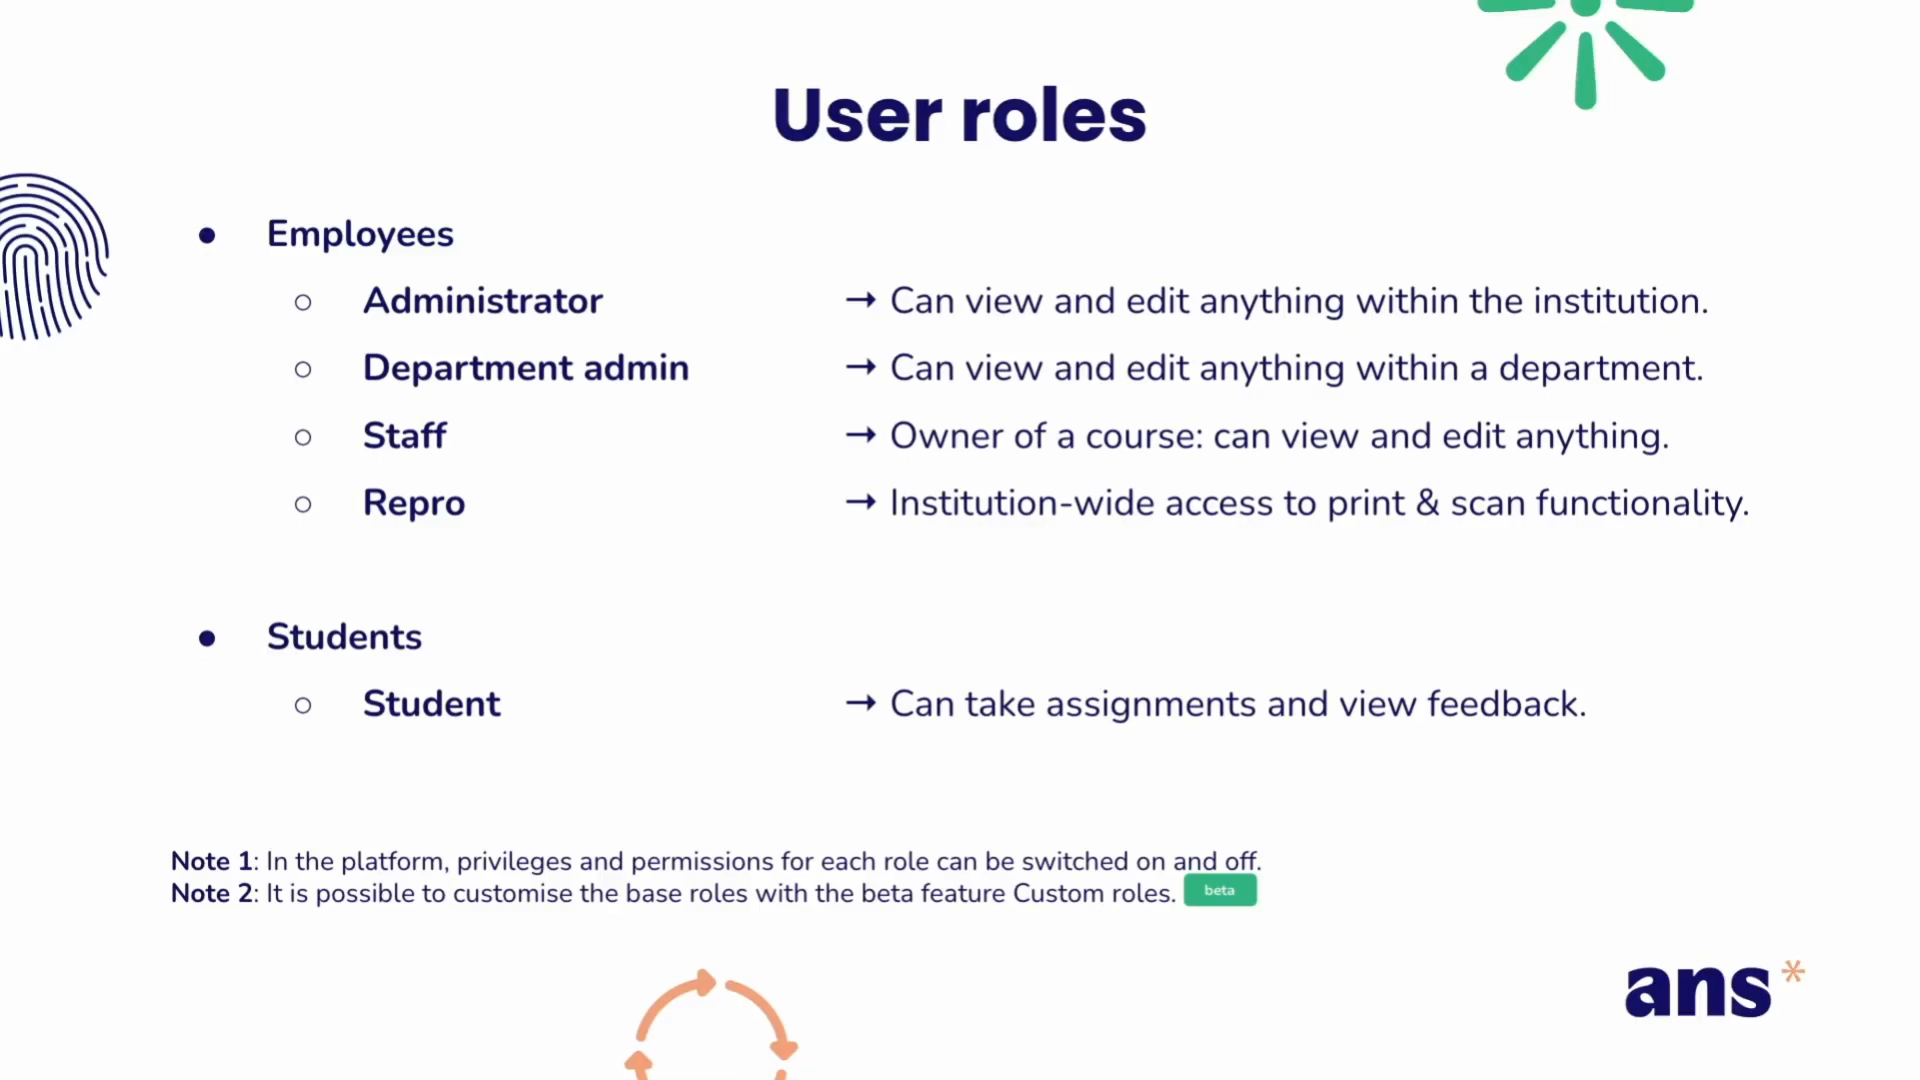 User roles
● Employees
○ Administrator → Can view and edit anything within the institution.
○ Department admin → Can view and edit anything within a department.
○ Staff → Owner of a course: can view and edit anything.
○ Repro → Institution-wide access to print & scan functionality.
● Students
○ Student → Can take assignments and view feedback.
Note 1: In the platform, privileges and permissions for each role can be switched on and off.
Note 2: It is possible to customise the base roles with the beta feature Custom roles. beta
ans*